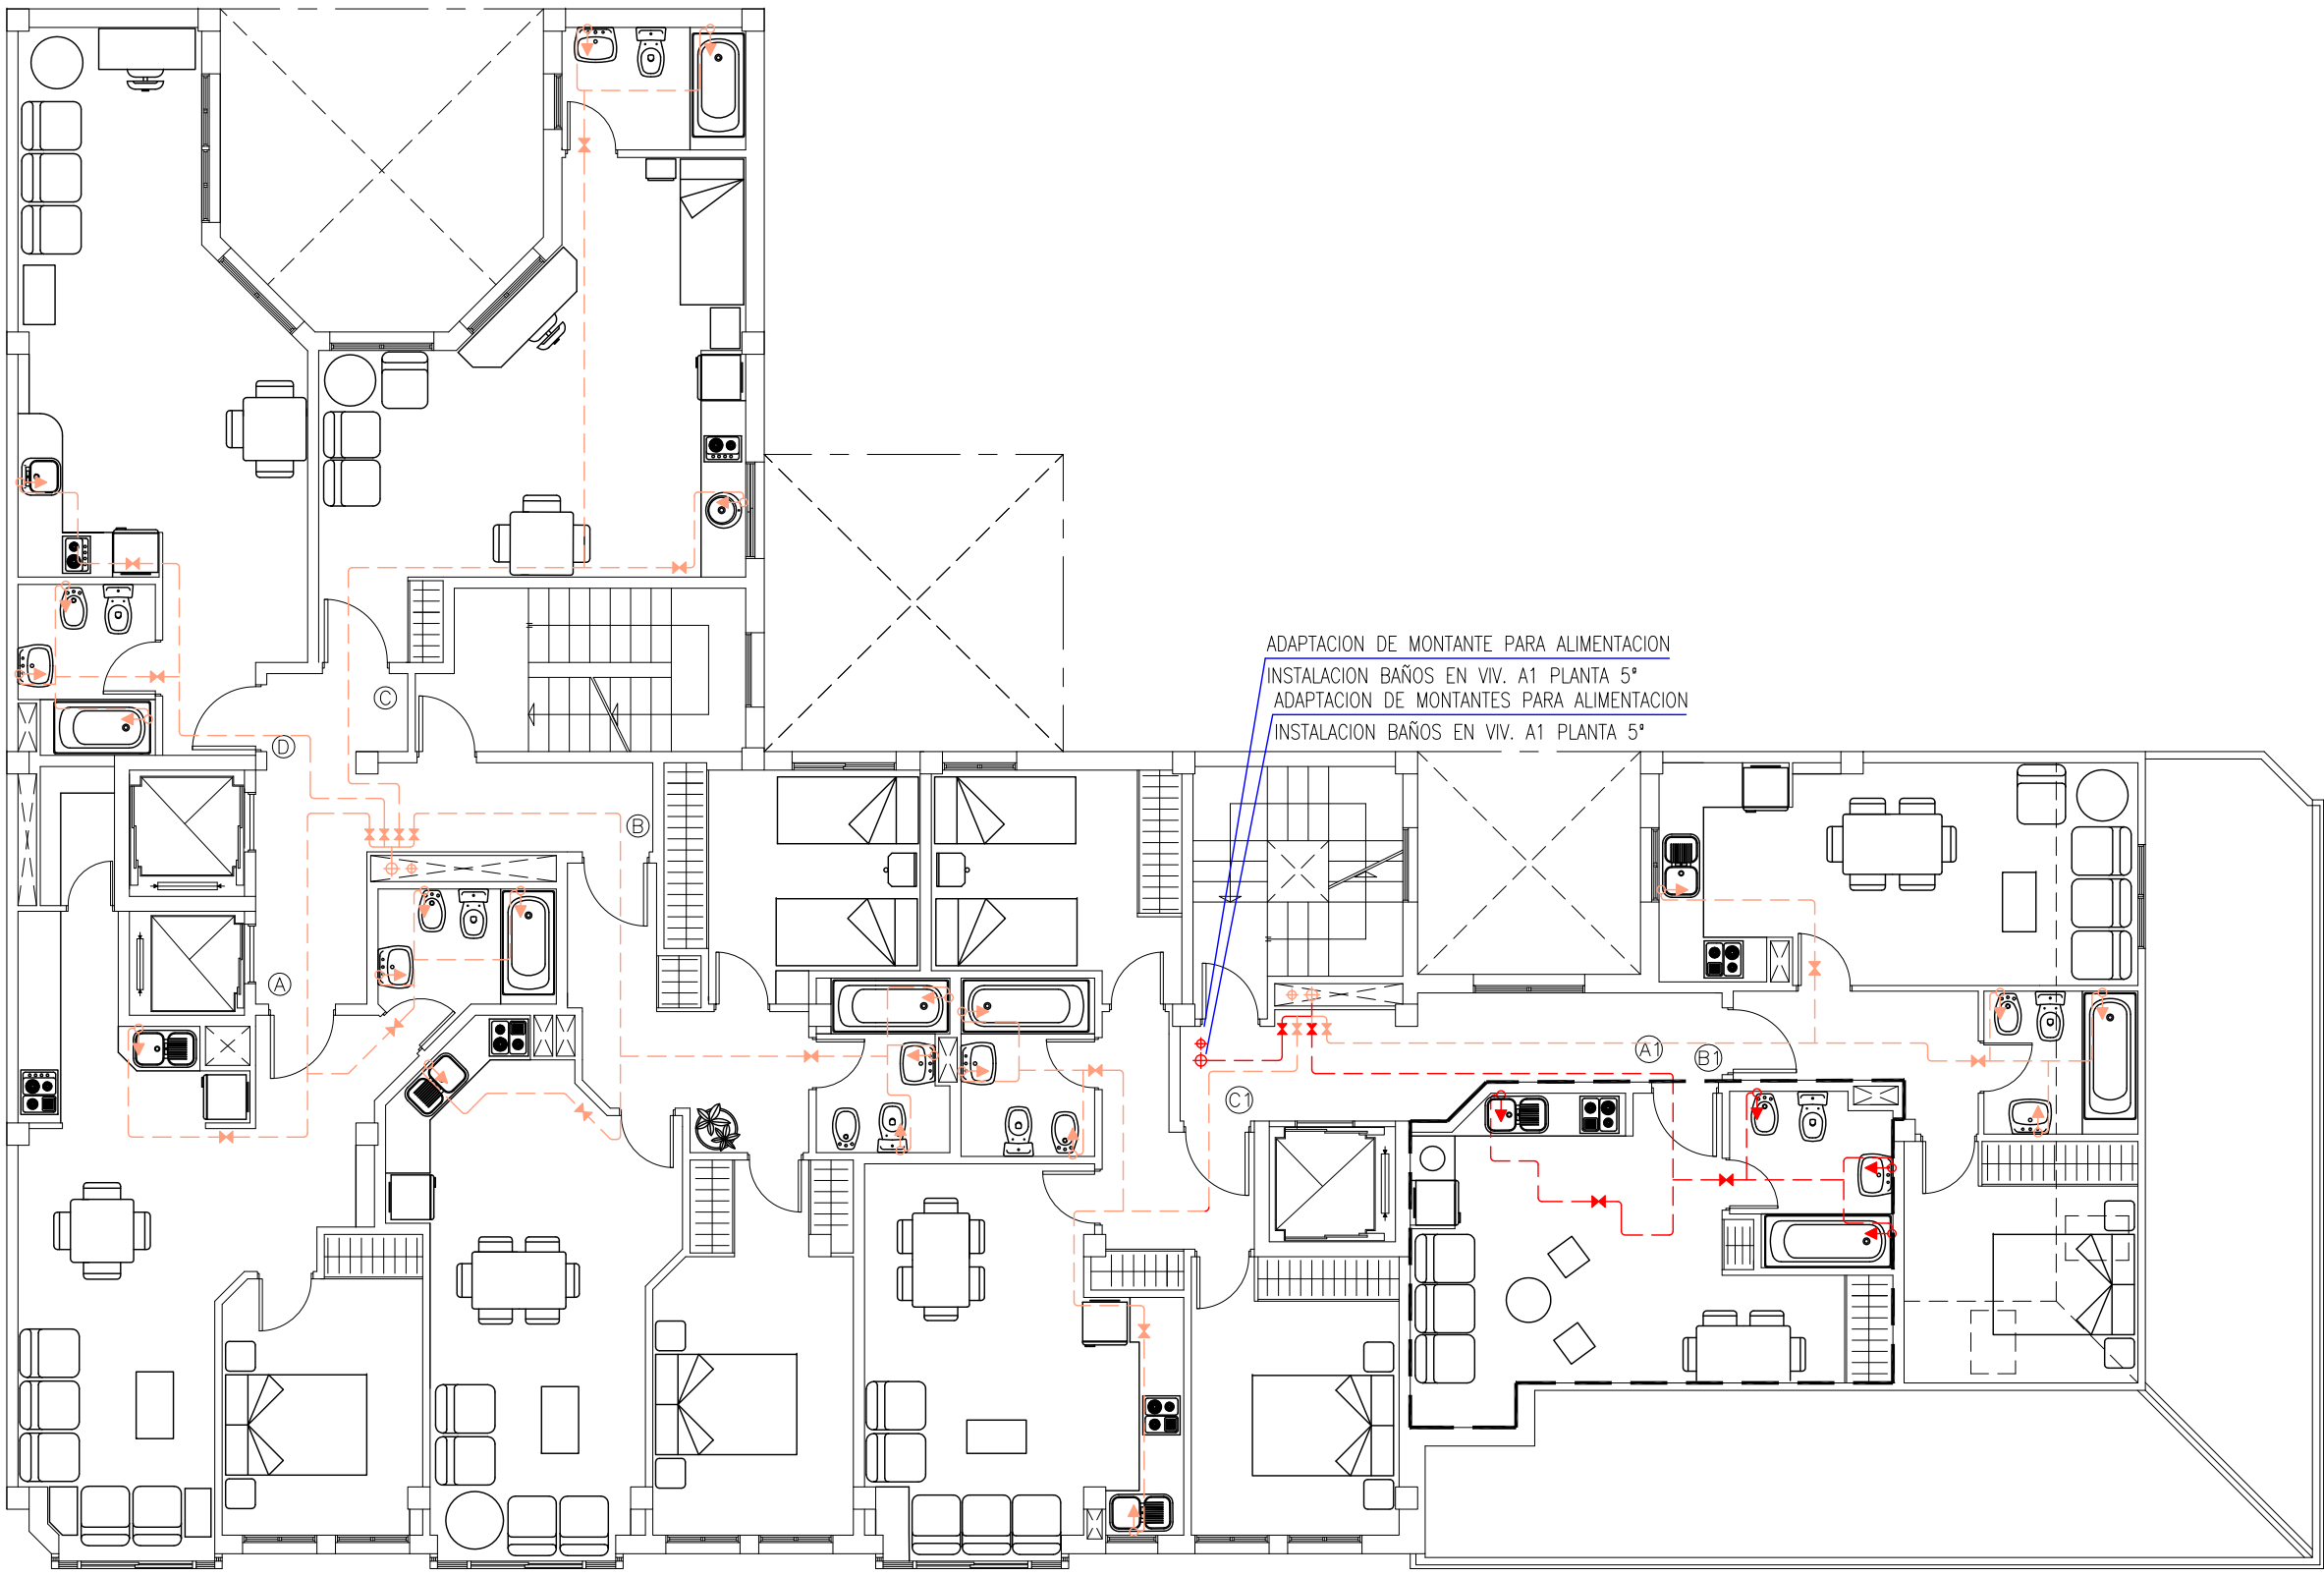 ADAPTACION DE MONTANTE PARA ALIMENTACION
INSTALACION BAÑOS EN VIV. A1 PLANTA 5ª
ADAPTACION DE MONTANTES PARA ALIMENTACION
INSTALACION BAÑOS EN VIV. A1 PLANTA 5ª
C
D
B
A
A1
B1
C1